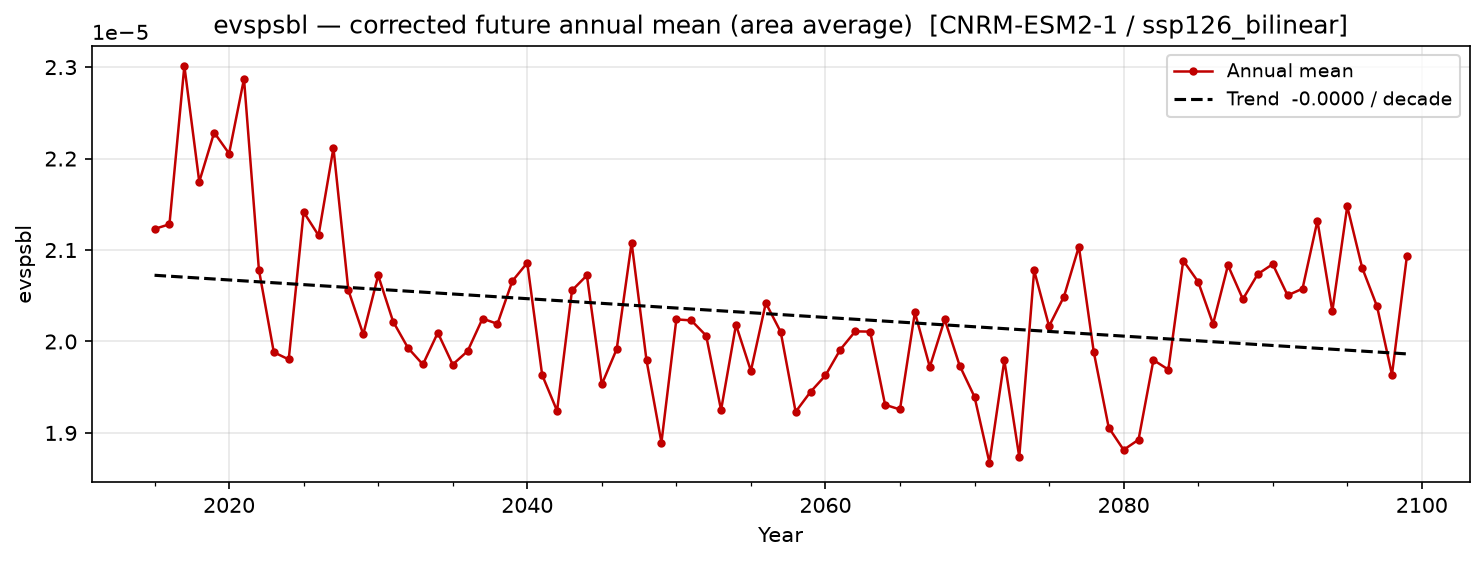 evspsbl — corrected future annual mean (area average)  [CNRM-ESM2-1 / ssp126_bilinear]
1e−5
Annual mean
Trend  -0.0000 / decade
2.3
2.2
2.1
2.0
1.9
evspsbl
2020
2040
2060
2080
2100
Year